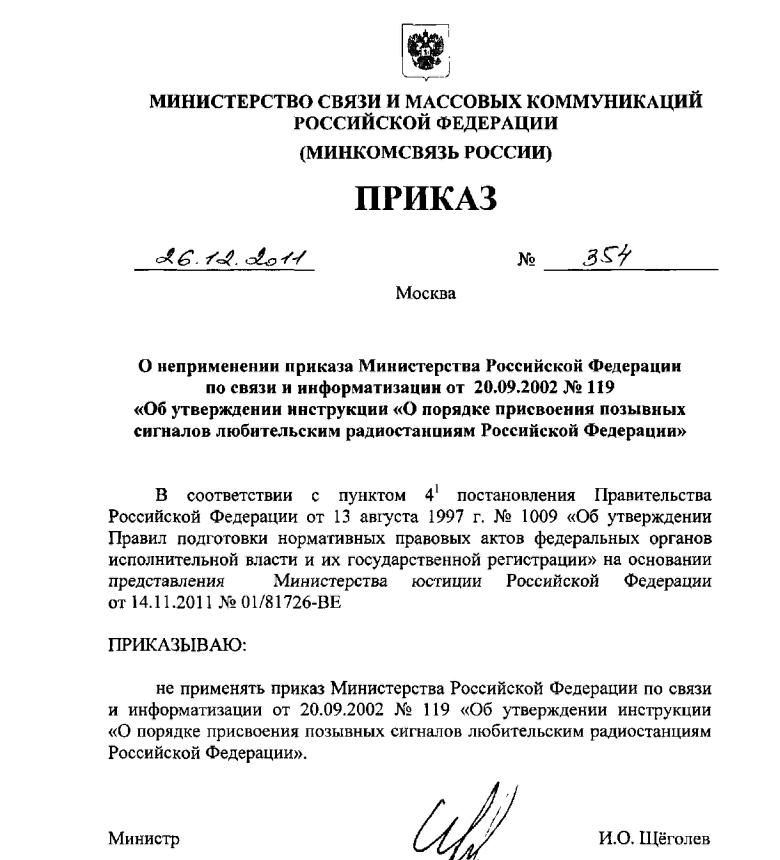 МИНИСТЕРСТВО СВЯЗИ И МАССОВЫХ КОММУНИКАЦИЙ
РОССИЙСКОЙ ФЕДЕРАЦИИ
(МИНКОМСВЯЗЬ РОССИИ)
ПРИКАЗ
26.12.2011 № 354
Москва
О неприменении приказа Министерства Российской Федерации
по связи и информатизации от 20.09.2002 № 119
«Об утверждении инструкции «О порядке присвоения позывных
сигналов любительским радиостанциям Российской Федерации»
В соответствии с пунктом 4¹ постановления Правительства
Российской Федерации от 13 августа 1997 г. № 1009 «Об утверждении
Правил подготовки нормативных правовых актов федеральных органов
исполнительной власти и их государственной регистрации» на основании
представления Министерства юстиции Российской Федерации
от 14.11.2011 № 01/81726-ВЕ
ПРИКАЗЫВАЮ:
не применять приказ Министерства Российской Федерации по связи
и информатизации от 20.09.2002 № 119 «Об утверждении инструкции
«О порядке присвоения позывных сигналов любительским радиостанциям
Российской Федерации».
Министр И.О. Щёголев